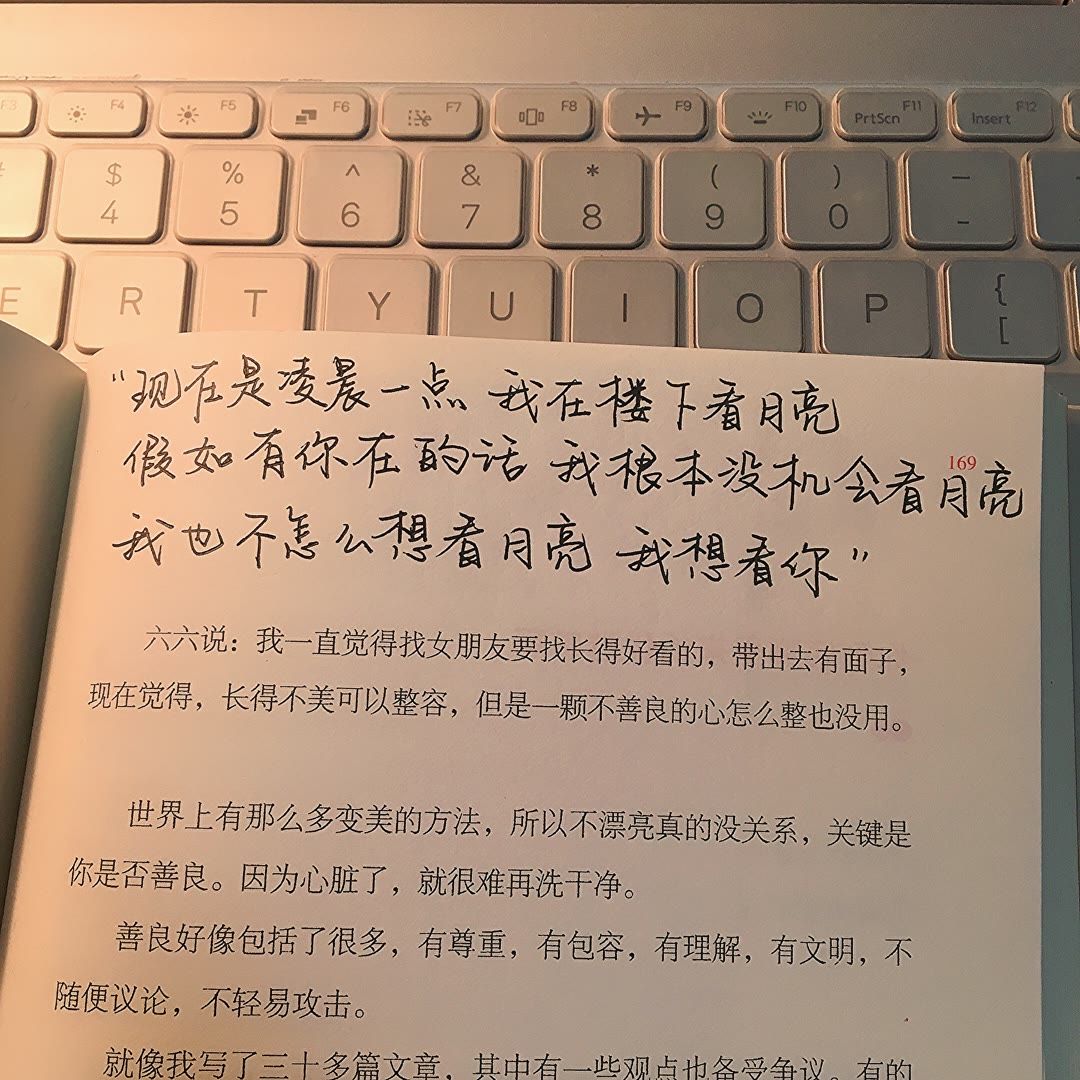 F3 F4 F5 F6 F7 F8 F9 F10 F11 F12
PrtScn Insert
$ % ^ & * ( ) —
4 5 6 7 8 9 0 -
E R T Y U I O P { [
“现在是凌晨一点 我在楼下看月亮
169
假如有你在的话 我根本没机会看月亮
我也不怎么想看月亮 我想看你”
六六说：我一直觉得找女朋友要找长得好看的，带出去有面子，
现在觉得，长得不美可以整容，但是一颗不善良的心怎么整也没用。
世界上有那么多变美的方法，所以不漂亮真的没关系，关键是
你是否善良。因为心脏了，就很难再洗干净。
善良好像包括了很多，有尊重，有包容，有理解，有文明，不
随便议论，不轻易攻击。
就像我写了三十多篇文章，其中有一些观点也备受争议。有的